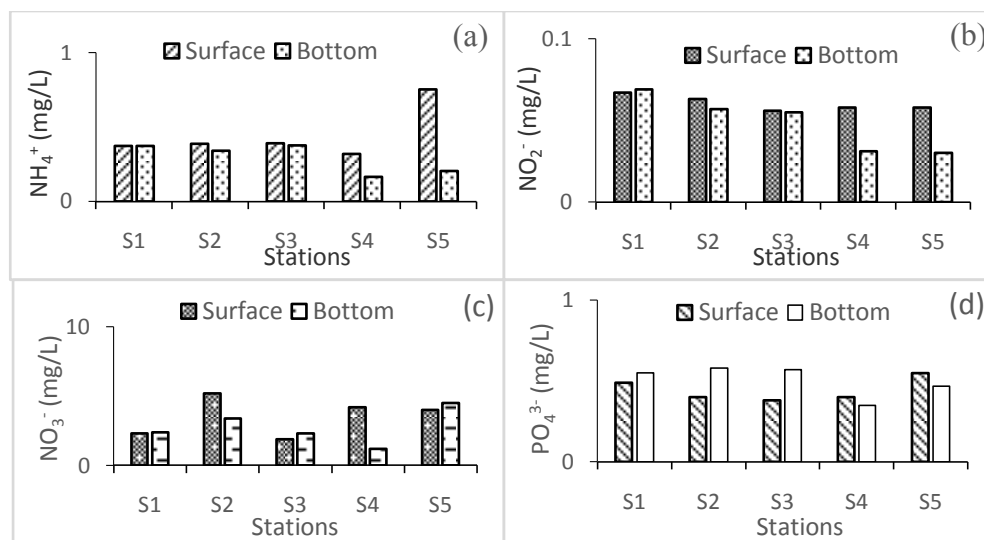 (a)
Surface Bottom
1
0
NH₄⁺ (mg/L)
S1 S2 S3 S4 S5
Stations
(b)
Surface Bottom
0.1
0
NO₂⁻ (mg/L)
S1 S2 S3 S4 S5
Stations
(c)
Surface Bottom
10
0
NO₃⁻ (mg/L)
S1 S2 S3 S4 S5
Stations
(d)
Surface Bottom
1
0
PO₄³⁻ (mg/L)
S1 S2 S3 S4 S5
Stations